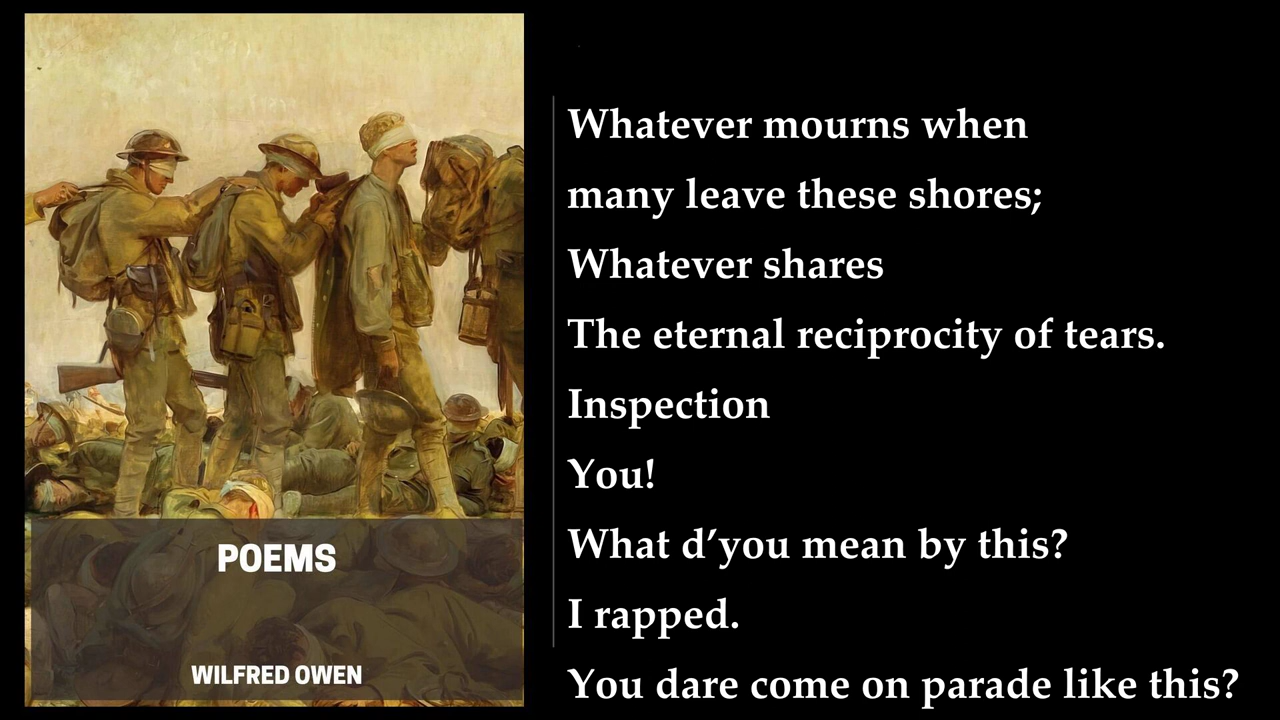 POEMS
WILFRED OWEN
Whatever mourns when
many leave these shores;
Whatever shares
The eternal reciprocity of tears.
Inspection
You!
What d’you mean by this?
I rapped.
You dare come on parade like this?